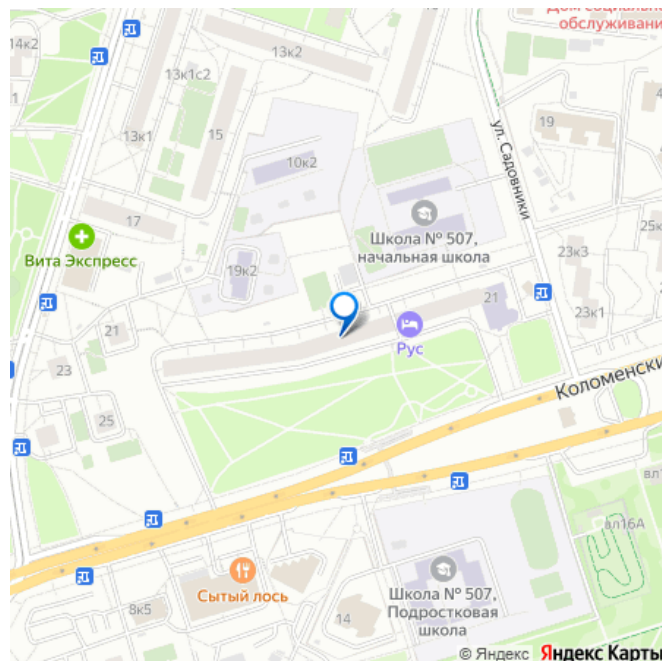 Дом социальн
обслуживани
14к2
13к2
13к1с2
4
13к1
15
19
ул. Садовники
10к2
17
Вита Экспресс
Школа № 507,
начальная школа
25к
23к3
19к2
21
21
23к1
Рус
23
Коломенски
25
вл1
вл16А
Сытый лось
8к5
14
Школа № 507,
Подростковая
школа
© Яндекс Яндекс Карты